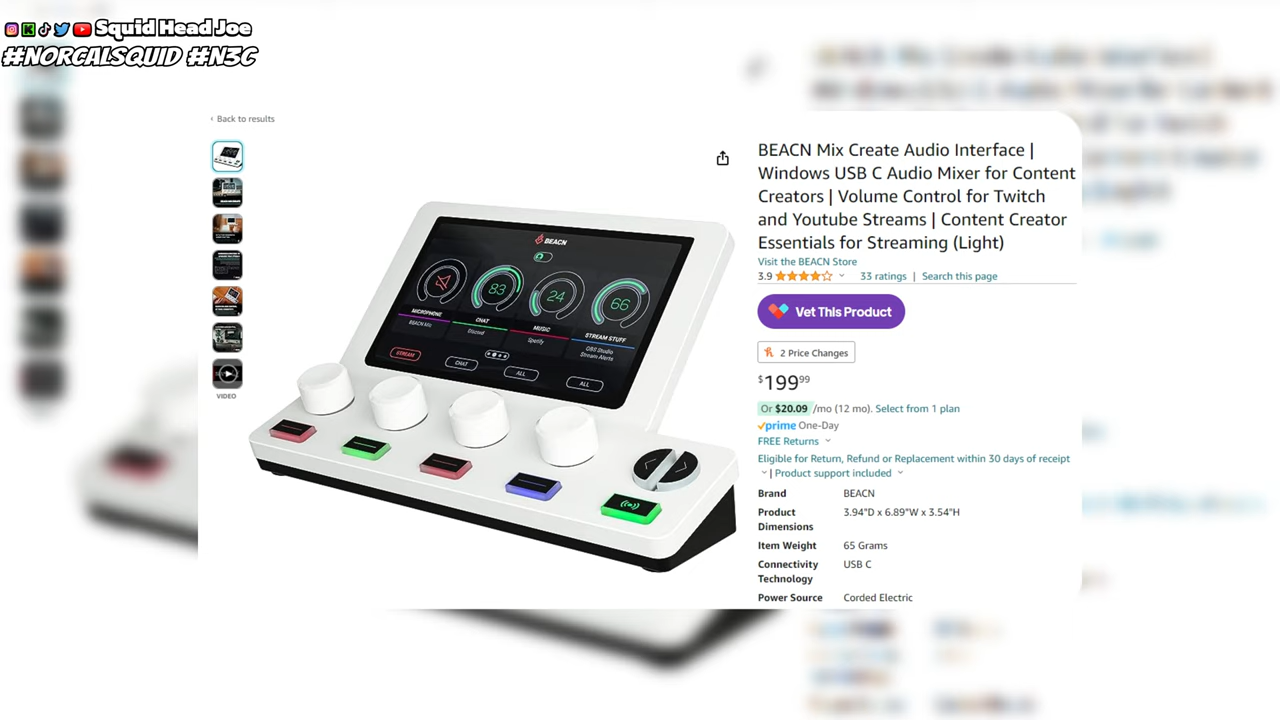 Squid Head Joe
#NORCALSQUID #N3C
‹ Back to results
VIDEO
BEACN
83
24
66
MICROPHONE
BEACN Mic
CHAT
Discord
MUSIC
Spotify
STREAM STUFF
OBS Studio
Stream Alerts
STREAM
CHAT
ALL
ALL
BEACN Mix Create Audio Interface |
Windows USB C Audio Mixer for Content
Creators | Volume Control for Twitch
and Youtube Streams | Content Creator
Essentials for Streaming (Light)
Visit the BEACN Store
3.9 33 ratings | Search this page
Vet This Product
2 Price Changes
$199.99
Or $20.09 /mo (12 mo). Select from 1 plan
prime One-Day
FREE Returns
Eligible for Return, Refund or Replacement within 30 days of receipt
| Product support included
Brand BEACN
Product Dimensions 3.94"D x 6.89"W x 3.54"H
Item Weight 65 Grams
Connectivity Technology USB C
Power Source Corded Electric